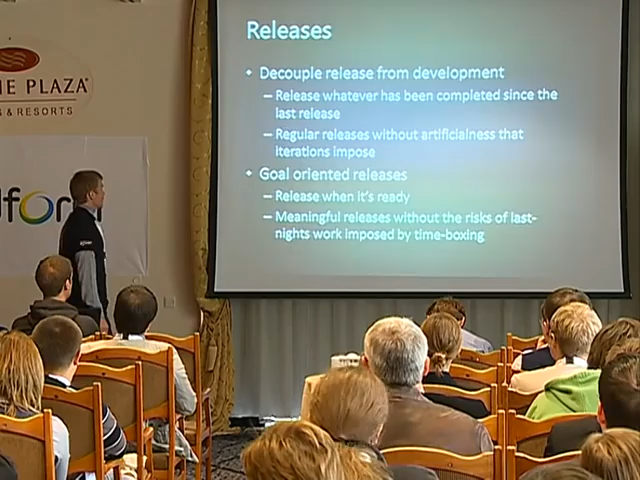 Releases
• Decouple release from development
– Release whatever has been completed since the
last release
– Regular releases without artificialness that
iterations impose
• Goal oriented releases
– Release when it's ready
– Meaningful releases without the risks of last-
nights work imposed by time-boxing
NE PLAZA
& RESORTS